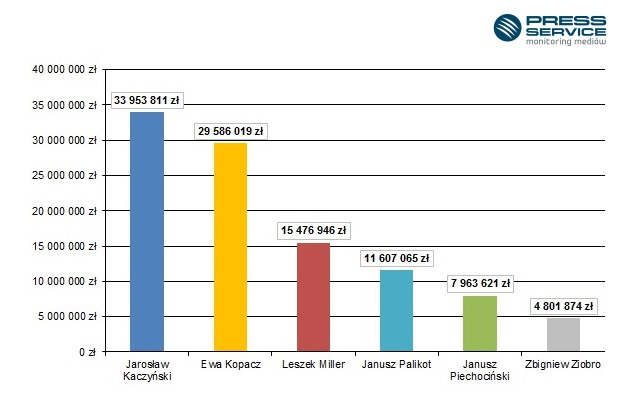 PRESS
SERVICE
monitoring mediów
40 000 000 zł
35 000 000 zł
30 000 000 zł
25 000 000 zł
20 000 000 zł
15 000 000 zł
10 000 000 zł
5 000 000 zł
0 zł
33 953 811 zł
29 586 019 zł
15 476 946 zł
11 607 065 zł
7 963 621 zł
4 801 874 zł
Jarosław
Kaczyński
Ewa Kopacz
Leszek Miller
Janusz Palikot
Janusz
Piechociński
Zbigniew Ziobro